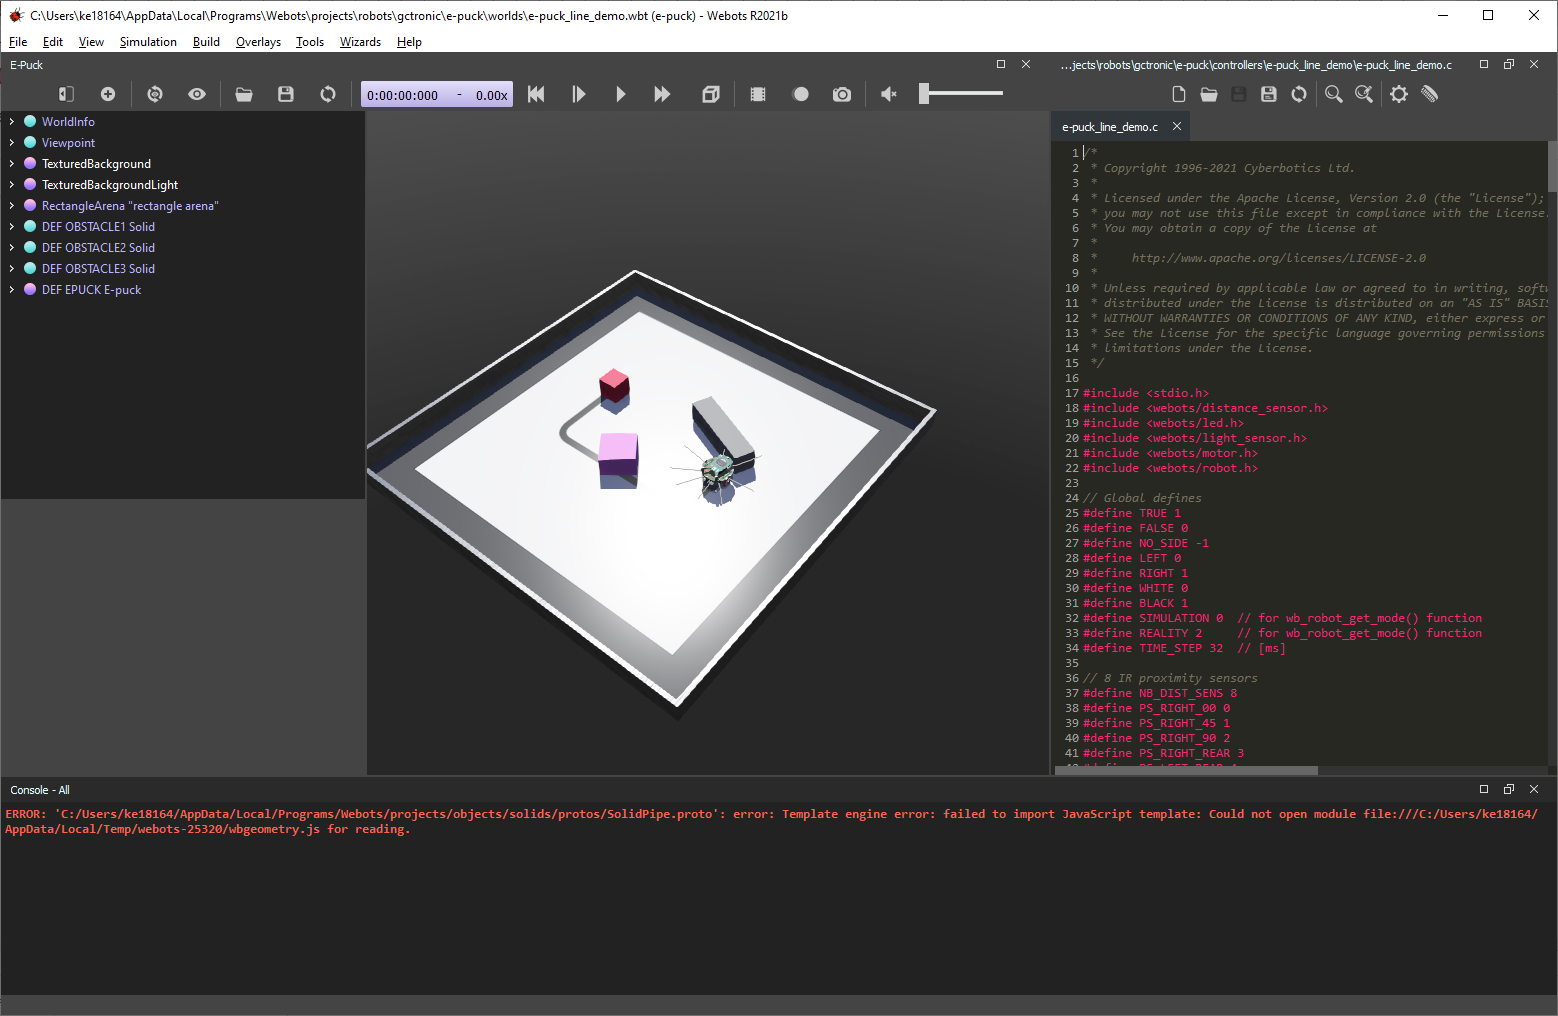 C:\Users\ke18164\AppData\Local\Programs\Webots\projects\robots\gctronic\e-puck\worlds\e-puck_line_demo.wbt (e-puck) - Webots R2021b
File Edit View Simulation Build Overlays Tools Wizards Help
E-Puck
0:00:00:000 - 0.00x
WorldInfo
Viewpoint
TexturedBackground
TexturedBackgroundLight
RectangleArena "rectangle arena"
DEF OBSTACLE1 Solid
DEF OBSTACLE2 Solid
DEF OBSTACLE3 Solid
DEF EPUCK E-puck
...jects\robots\gctronic\e-puck\controllers\e-puck_line_demo\e-puck_line_demo.c
e-puck_line_demo.c
1 /*
2 * Copyright 1996-2021 Cyberbotics Ltd.
3 *
4 * Licensed under the Apache License, Version 2.0 (the "License");
5 * you may not use this file except in compliance with the License.
6 * You may obtain a copy of the License at
7 *
8 * http://www.apache.org/licenses/LICENSE-2.0
9 *
10 * Unless required by applicable law or agreed to in writing, softw
11 * distributed under the License is distributed on an "AS IS" BASIS
12 * WITHOUT WARRANTIES OR CONDITIONS OF ANY KIND, either express or
13 * See the License for the specific language governing permissions
14 * limitations under the License.
15 */
16
17 #include <stdio.h>
18 #include <webots/distance_sensor.h>
19 #include <webots/led.h>
20 #include <webots/light_sensor.h>
21 #include <webots/motor.h>
22 #include <webots/robot.h>
23
24 // Global defines
25 #define TRUE 1
26 #define FALSE 0
27 #define NO_SIDE -1
28 #define LEFT 0
29 #define RIGHT 1
30 #define WHITE 0
31 #define BLACK 1
32 #define SIMULATION 0 // for wb_robot_get_mode() function
33 #define REALITY 2 // for wb_robot_get_mode() function
34 #define TIME_STEP 32 // [ms]
35
36 // 8 IR proximity sensors
37 #define NB_DIST_SENS 8
38 #define PS_RIGHT_00 0
39 #define PS_RIGHT_45 1
40 #define PS_RIGHT_90 2
41 #define PS_RIGHT_REAR 3
Console - All
ERROR: 'C:/Users/ke18164/AppData/Local/Programs/Webots/projects/objects/solids/protos/SolidPipe.proto': error: Template engine error: failed to import JavaScript template: Could not open module file:///C:/Users/ke18164/
AppData/Local/Temp/webots-25320/wbgeometry.js for reading.